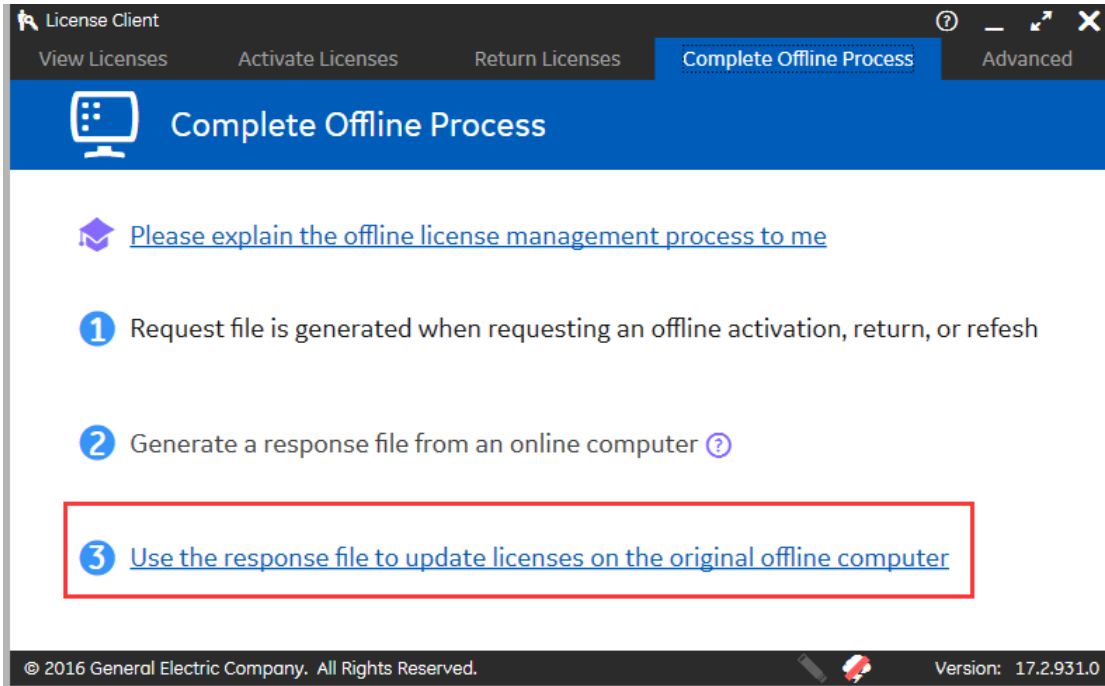 License Client
View Licenses Activate Licenses Return Licenses Complete Offline Process Advanced
Complete Offline Process
Please explain the offline license management process to me
1 Request file is generated when requesting an offline activation, return, or refesh
2 Generate a response file from an online computer ?
3 Use the response file to update licenses on the original offline computer
© 2016 General Electric Company. All Rights Reserved. Version: 17.2.931.0